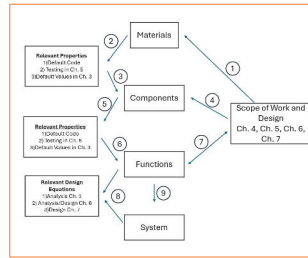 Materials
Relavant Properties
1)Default Code
2) Testing in Ch. 5
3)Default Values in Ch. 3
Components
Scope of Work and
Design
Ch. 4, Ch. 5, Ch. 6,
Ch. 7
Relavant Properties
1)Default Code
2) Testing in Ch. 5
3)Default Values in Ch. 3
Functions
Relevant Design
Equations
1)Analysis Ch. 3
2) Analysis/Design Ch. 6
3)Design Ch. 7
System
1
2
3
4
5
6
7
8
9